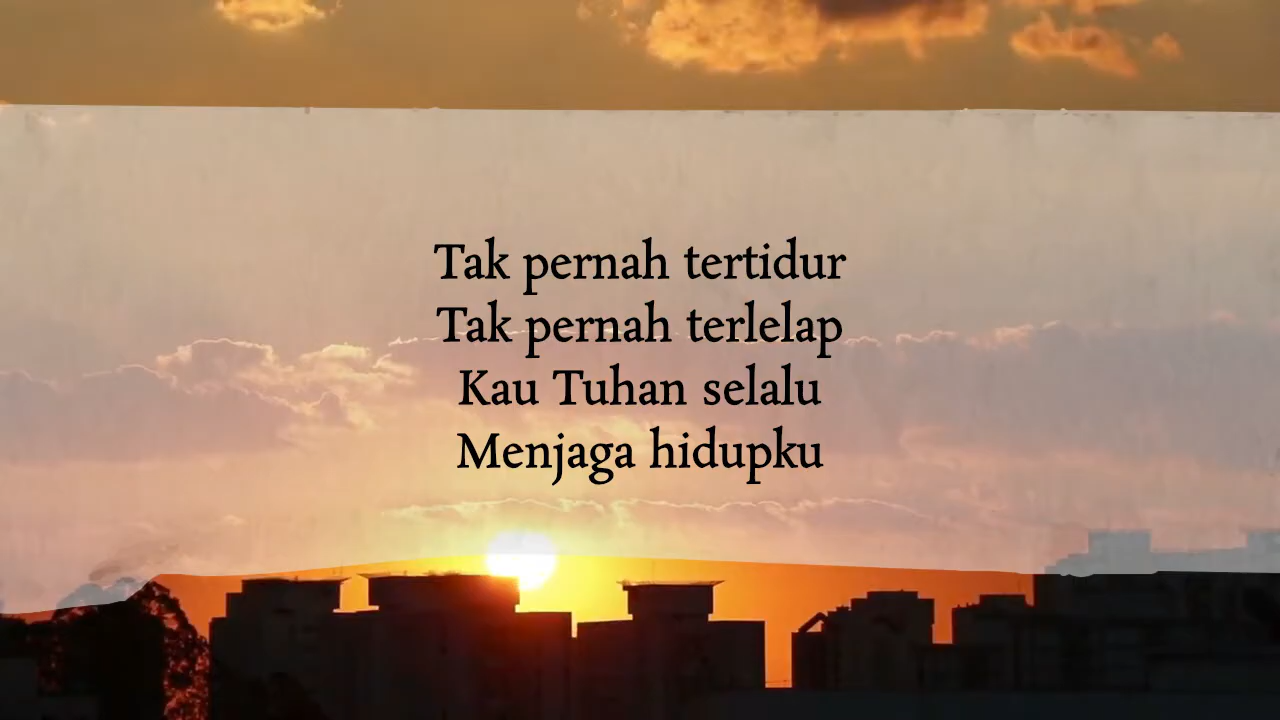 Tak pernah tertidur
Tak pernah terlelap
Kau Tuhan selalu
Menjaga hidupku